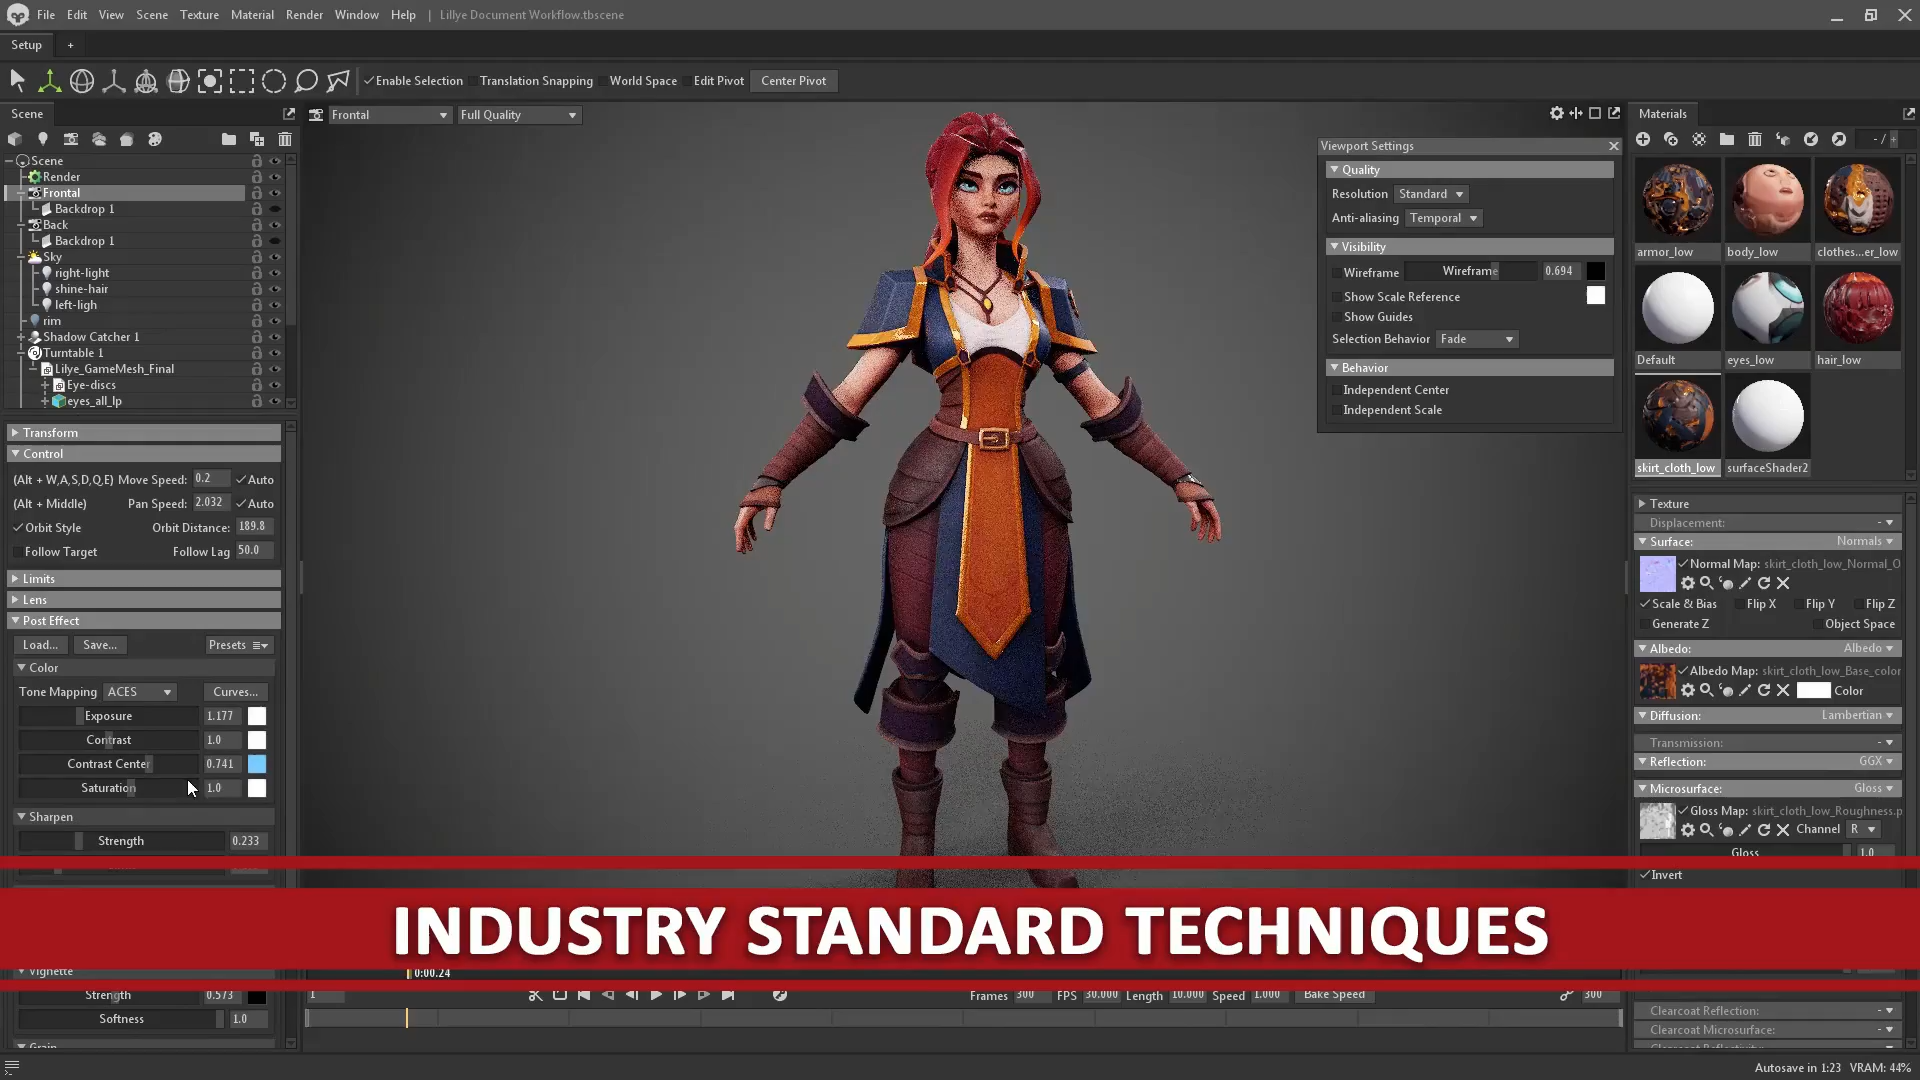 File Edit View Scene Texture Material Render Window Help | Lillye Document Workflow.tbscene
Setup +
Enable Selection Translation Snapping World Space Edit Pivot Center Pivot
Scene
Frontal Full Quality
Materials
Scene
Render
Frontal
Backdrop 1
Back
Backdrop 1
Sky
right-light
shine-hair
left-ligh
rim
Shadow Catcher 1
Turntable 1
Lilye_GameMesh_Final
Eye-discs
eyes_all_lp
Transform
Control
(Alt + W,A,S,D,Q,E) Move Speed: 0.2 Auto
(Alt + Middle) Pan Speed: 2.032 Auto
Orbit Style Orbit Distance: 189.8
Follow Target Follow Lag 50.0
Limits
Lens
Post Effect
Load... Save... Presets
Color
Tone Mapping ACES Curves...
Exposure 1.177
Contrast 1.0
Contrast Center 0.741
Saturation 1.0
Sharpen
Strength 0.233
Vignette
Strength 0.573
Softness 1.0
Grain
Viewport Settings
Quality
Resolution Standard
Anti-aliasing Temporal
Visibility
Wireframe Wireframe 0.694
Show Scale Reference
Show Guides
Selection Behavior Fade
Behavior
Independent Center
Independent Scale
- / +
armor_low body_low clothes...er_low
Default eyes_low hair_low
skirt_cloth_low surfaceShader2
Texture
Displacement: -
Surface: Normals
Normal Map: skirt_cloth_low_Normal_O
Scale & Bias Flip X Flip Y Flip Z
Generate Z Object Space
Albedo: Albedo
Albedo Map: skirt_cloth_low_Base_color
Color
Diffusion: Lambertian
Transmission: -
Reflection: GGX
Microsurface: Gloss
Gloss Map: skirt_cloth_low_Roughness.p
Channel R
Gloss 1.0
Invert
INDUSTRY STANDARD TECHNIQUES
0:00.24
1 Frames 300 FPS 30.000 Length 10.000 Speed 1.000 Bake Speed 300
Clearcoat Reflection: -
Clearcoat Microsurface: -
Clearcoat Reflectivity: -
Autosave in 1:23 VRAM: 44%